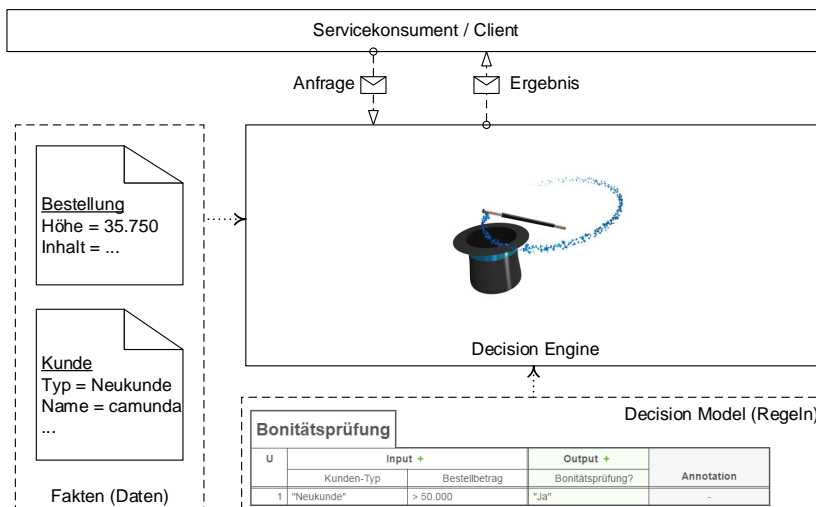 Servicekonsument / Client
Anfrage
Ergebnis
Bestellung
Höhe = 35.750
Inhalt = ...
Kunde
Typ = Neukunde
Name = camunda
...
Fakten (Daten)
Decision Engine
Decision Model (Regeln)
Bonitätsprüfung
U Input + Output +
Kunden-Typ Bestellbetrag Bonitätsprüfung? Annotation
1 "Neukunde" > 50.000 "Ja" -